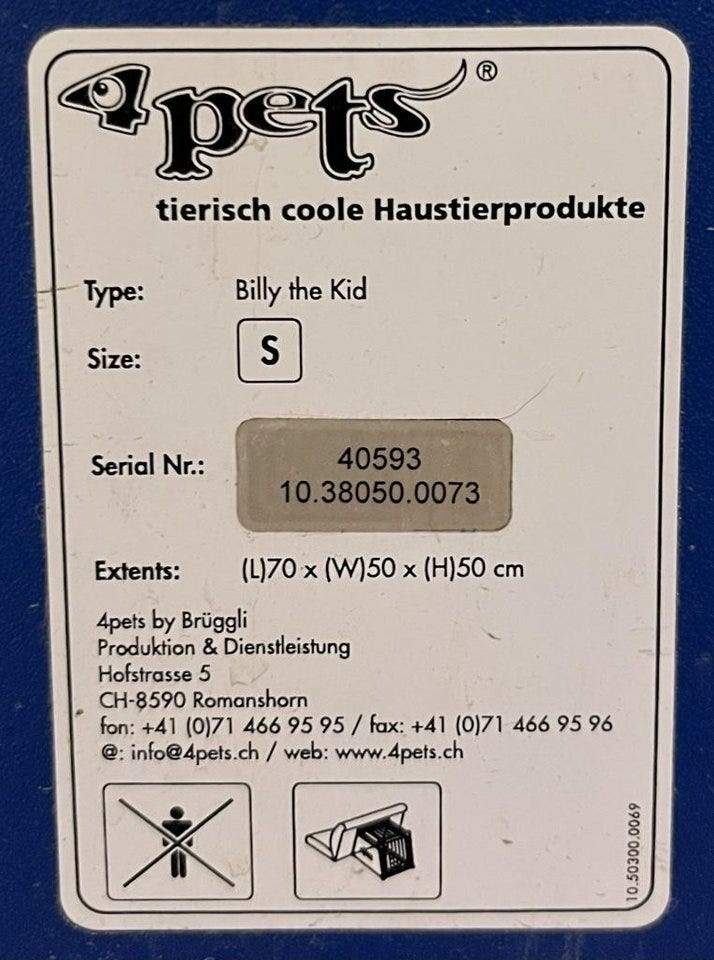 4pets®
tierisch coole Haustierprodukte
Type: Billy the Kid
Size: S
Serial Nr.: 40593
10.38050.0073
Extents: (L)70 x (W)50 x (H)50 cm
4pets by Brüggli
Produktion & Dienstleistung
Hofstrasse 5
CH-8590 Romanshorn
fon: +41 (0)71 466 95 95 / fax: +41 (0)71 466 95 96
@: info@4pets.ch / web: www.4pets.ch
10.50300.0069